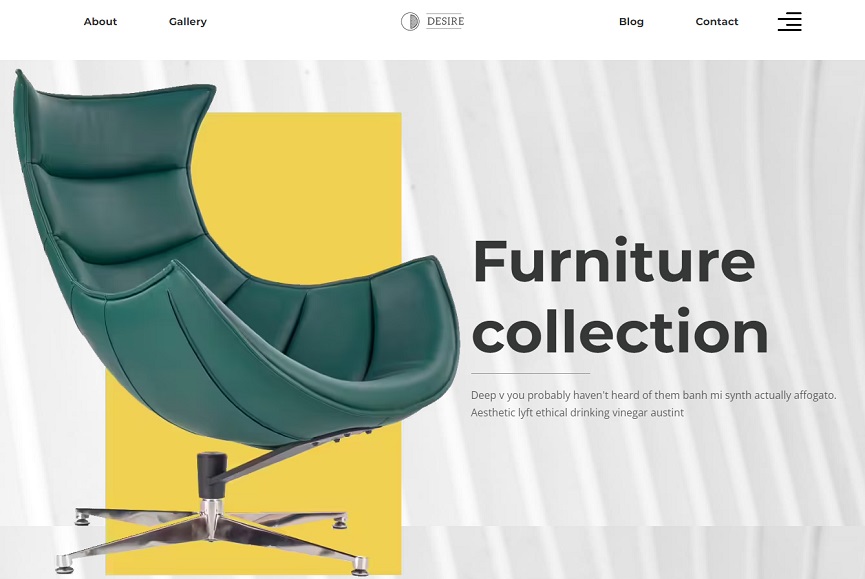 About
Gallery
DESIRE
Blog
Contact
Furniture
collection
Deep v you probably haven't heard of them banh mi synth actually affogato.
Aesthetic lyft ethical drinking vinegar austint